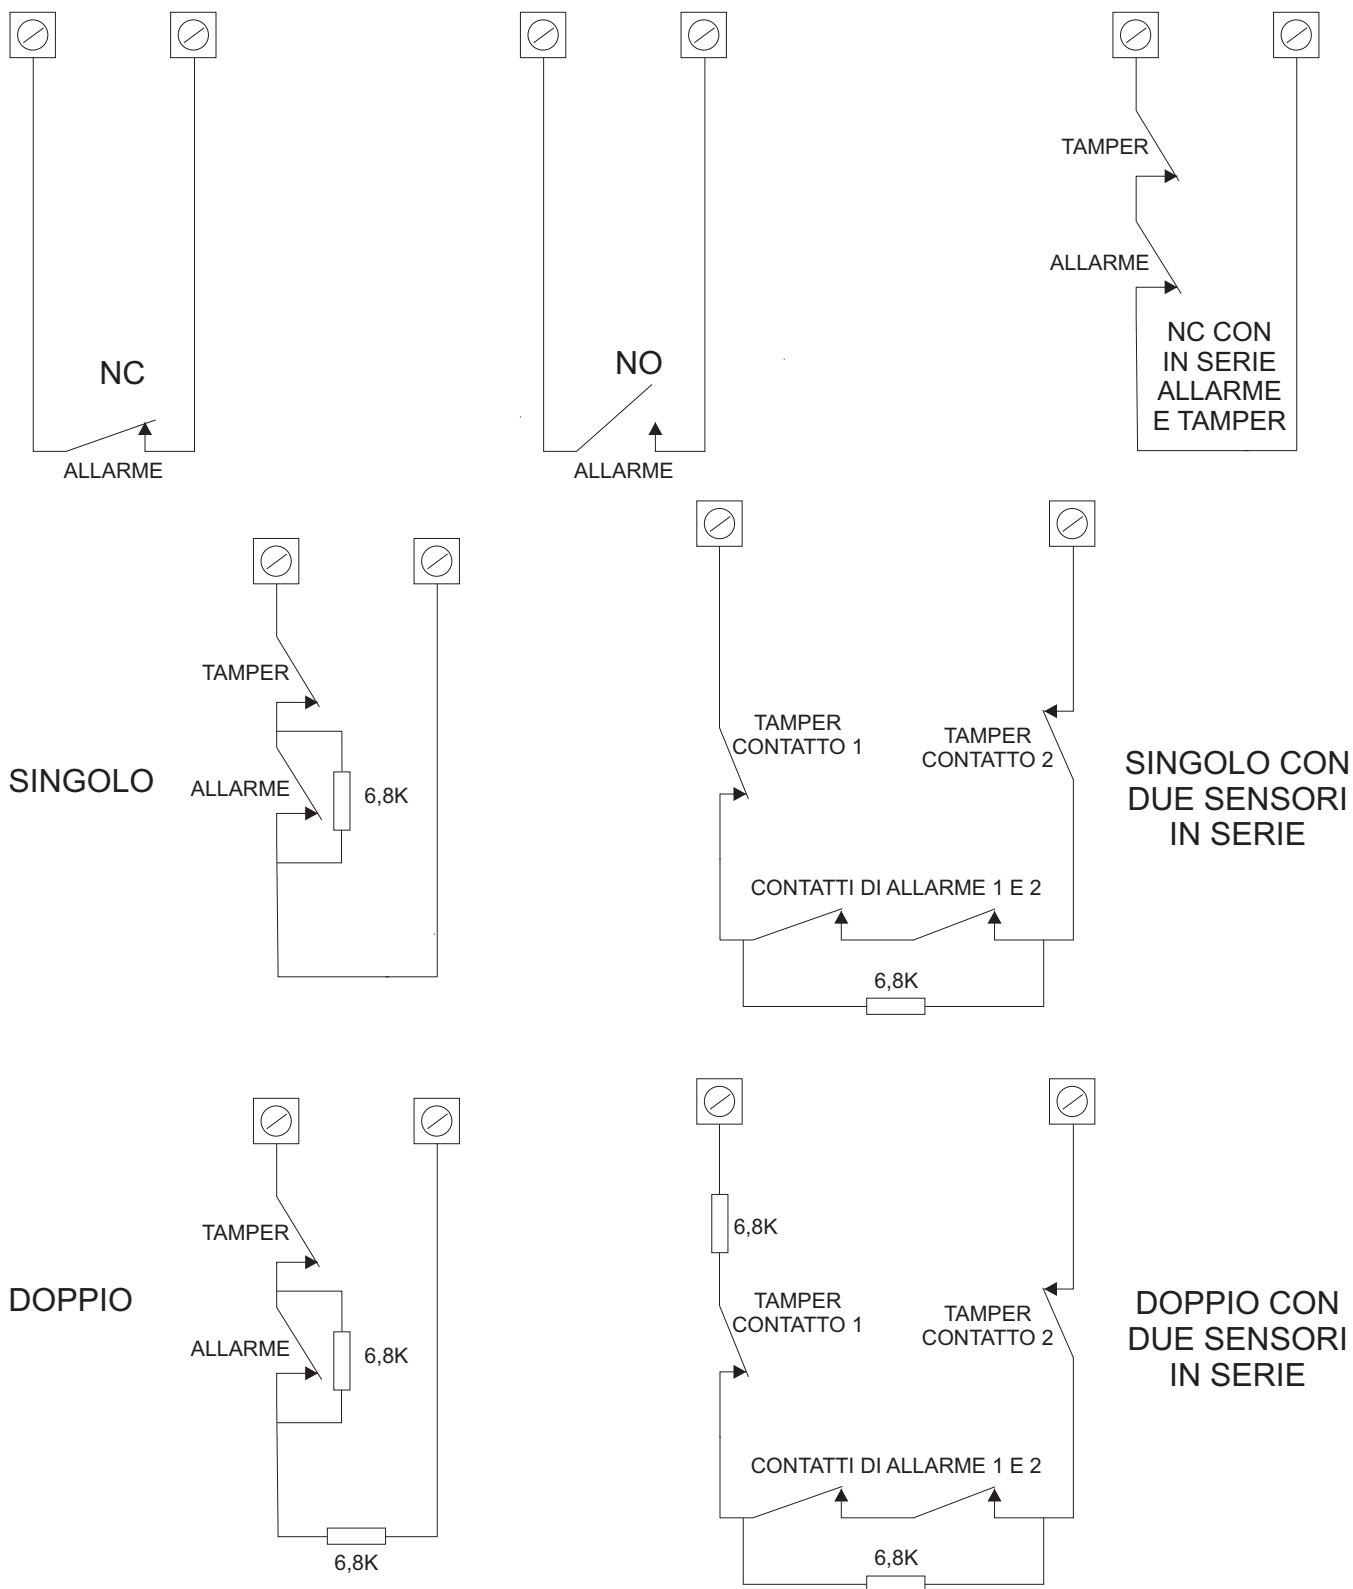 TAMPER
ALLARME
NC
ALLARME
NO
ALLARME
NC CON
IN SERIE
ALLARME
E TAMPER
SINGOLO
TAMPER
ALLARME
6,8K
TAMPER
CONTATTO 1
TAMPER
CONTATTO 2
CONTATTI DI ALLARME 1 E 2
6,8K
SINGOLO CON
DUE SENSORI
IN SERIE
DOPPIO
TAMPER
ALLARME
6,8K
6,8K
6,8K
TAMPER
CONTATTO 1
TAMPER
CONTATTO 2
CONTATTI DI ALLARME 1 E 2
6,8K
DOPPIO CON
DUE SENSORI
IN SERIE